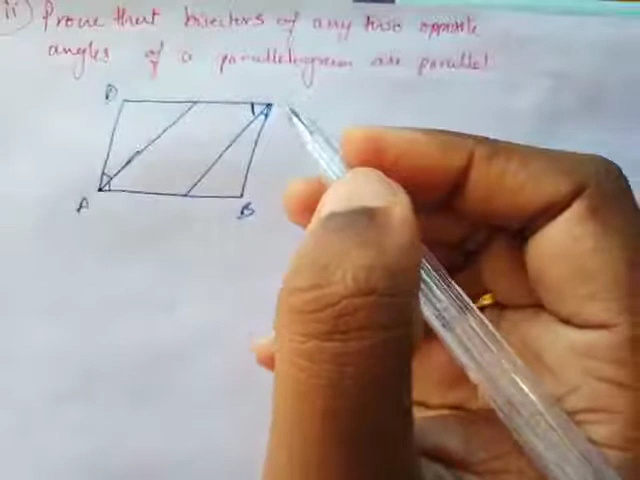 ii) Prove that bisectors of any two opposite
angles of a parallelogram are parallel
D
A
B